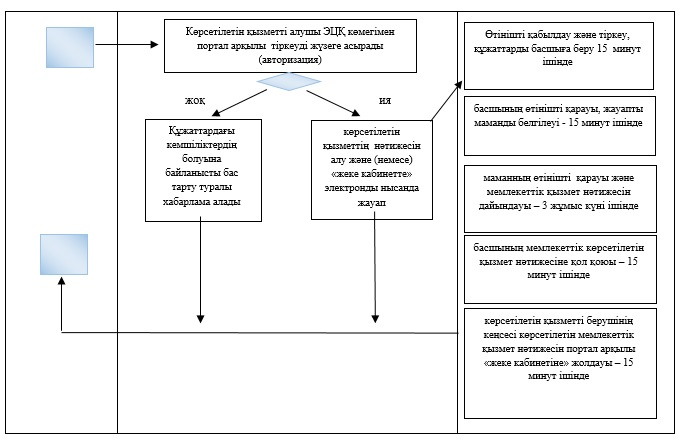 Көрсетілетін қызметті алушы ЭЦҚ көмегімен
портал арқылы тіркеуді жүзеге асырады
(авторизация)
жоқ
ия
Құжаттардағы
кемшіліктердің
болуына
байланысты бас
тарту туралы
хабарлама алады
көрсетілетін
қызметтің нәтижесін
алу және (немесе)
«жеке кабинетте»
электронды нысанда
жауап
Өтінішті қабылдау және тіркеу,
құжаттарды басшыға беру 15 минут
ішінде
басшының өтінішті қарауы, жауапты
маманды белгілеуі - 15 минут ішінде
маманның өтінішті қарауы және
мемлекеттік қызмет нәтижесін
дайындауы – 3 жұмыс күні ішінде
басшының мемлекеттік көрсетілетін
қызмет нәтижесіне қол қоюы – 15
минут ішінде
көрсетілетін қызметті берушінің
кеңсесі көрсетілетін мемлекеттік
қызмет нәтижесін портал арқылы
«жеке кабинетіне» жолдауы – 15
минут ішінде